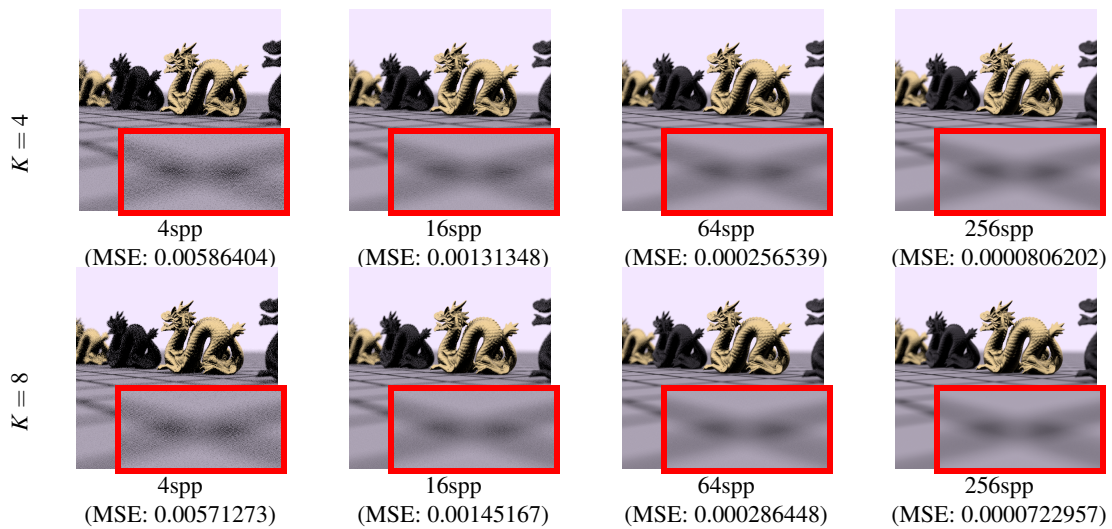 K = 4
4spp
(MSE: 0.00586404)
16spp
(MSE: 0.00131348)
64spp
(MSE: 0.000256539)
256spp
(MSE: 0.0000806202)
K = 8
4spp
(MSE: 0.00571273)
16spp
(MSE: 0.00145167)
64spp
(MSE: 0.000286448)
256spp
(MSE: 0.0000722957)